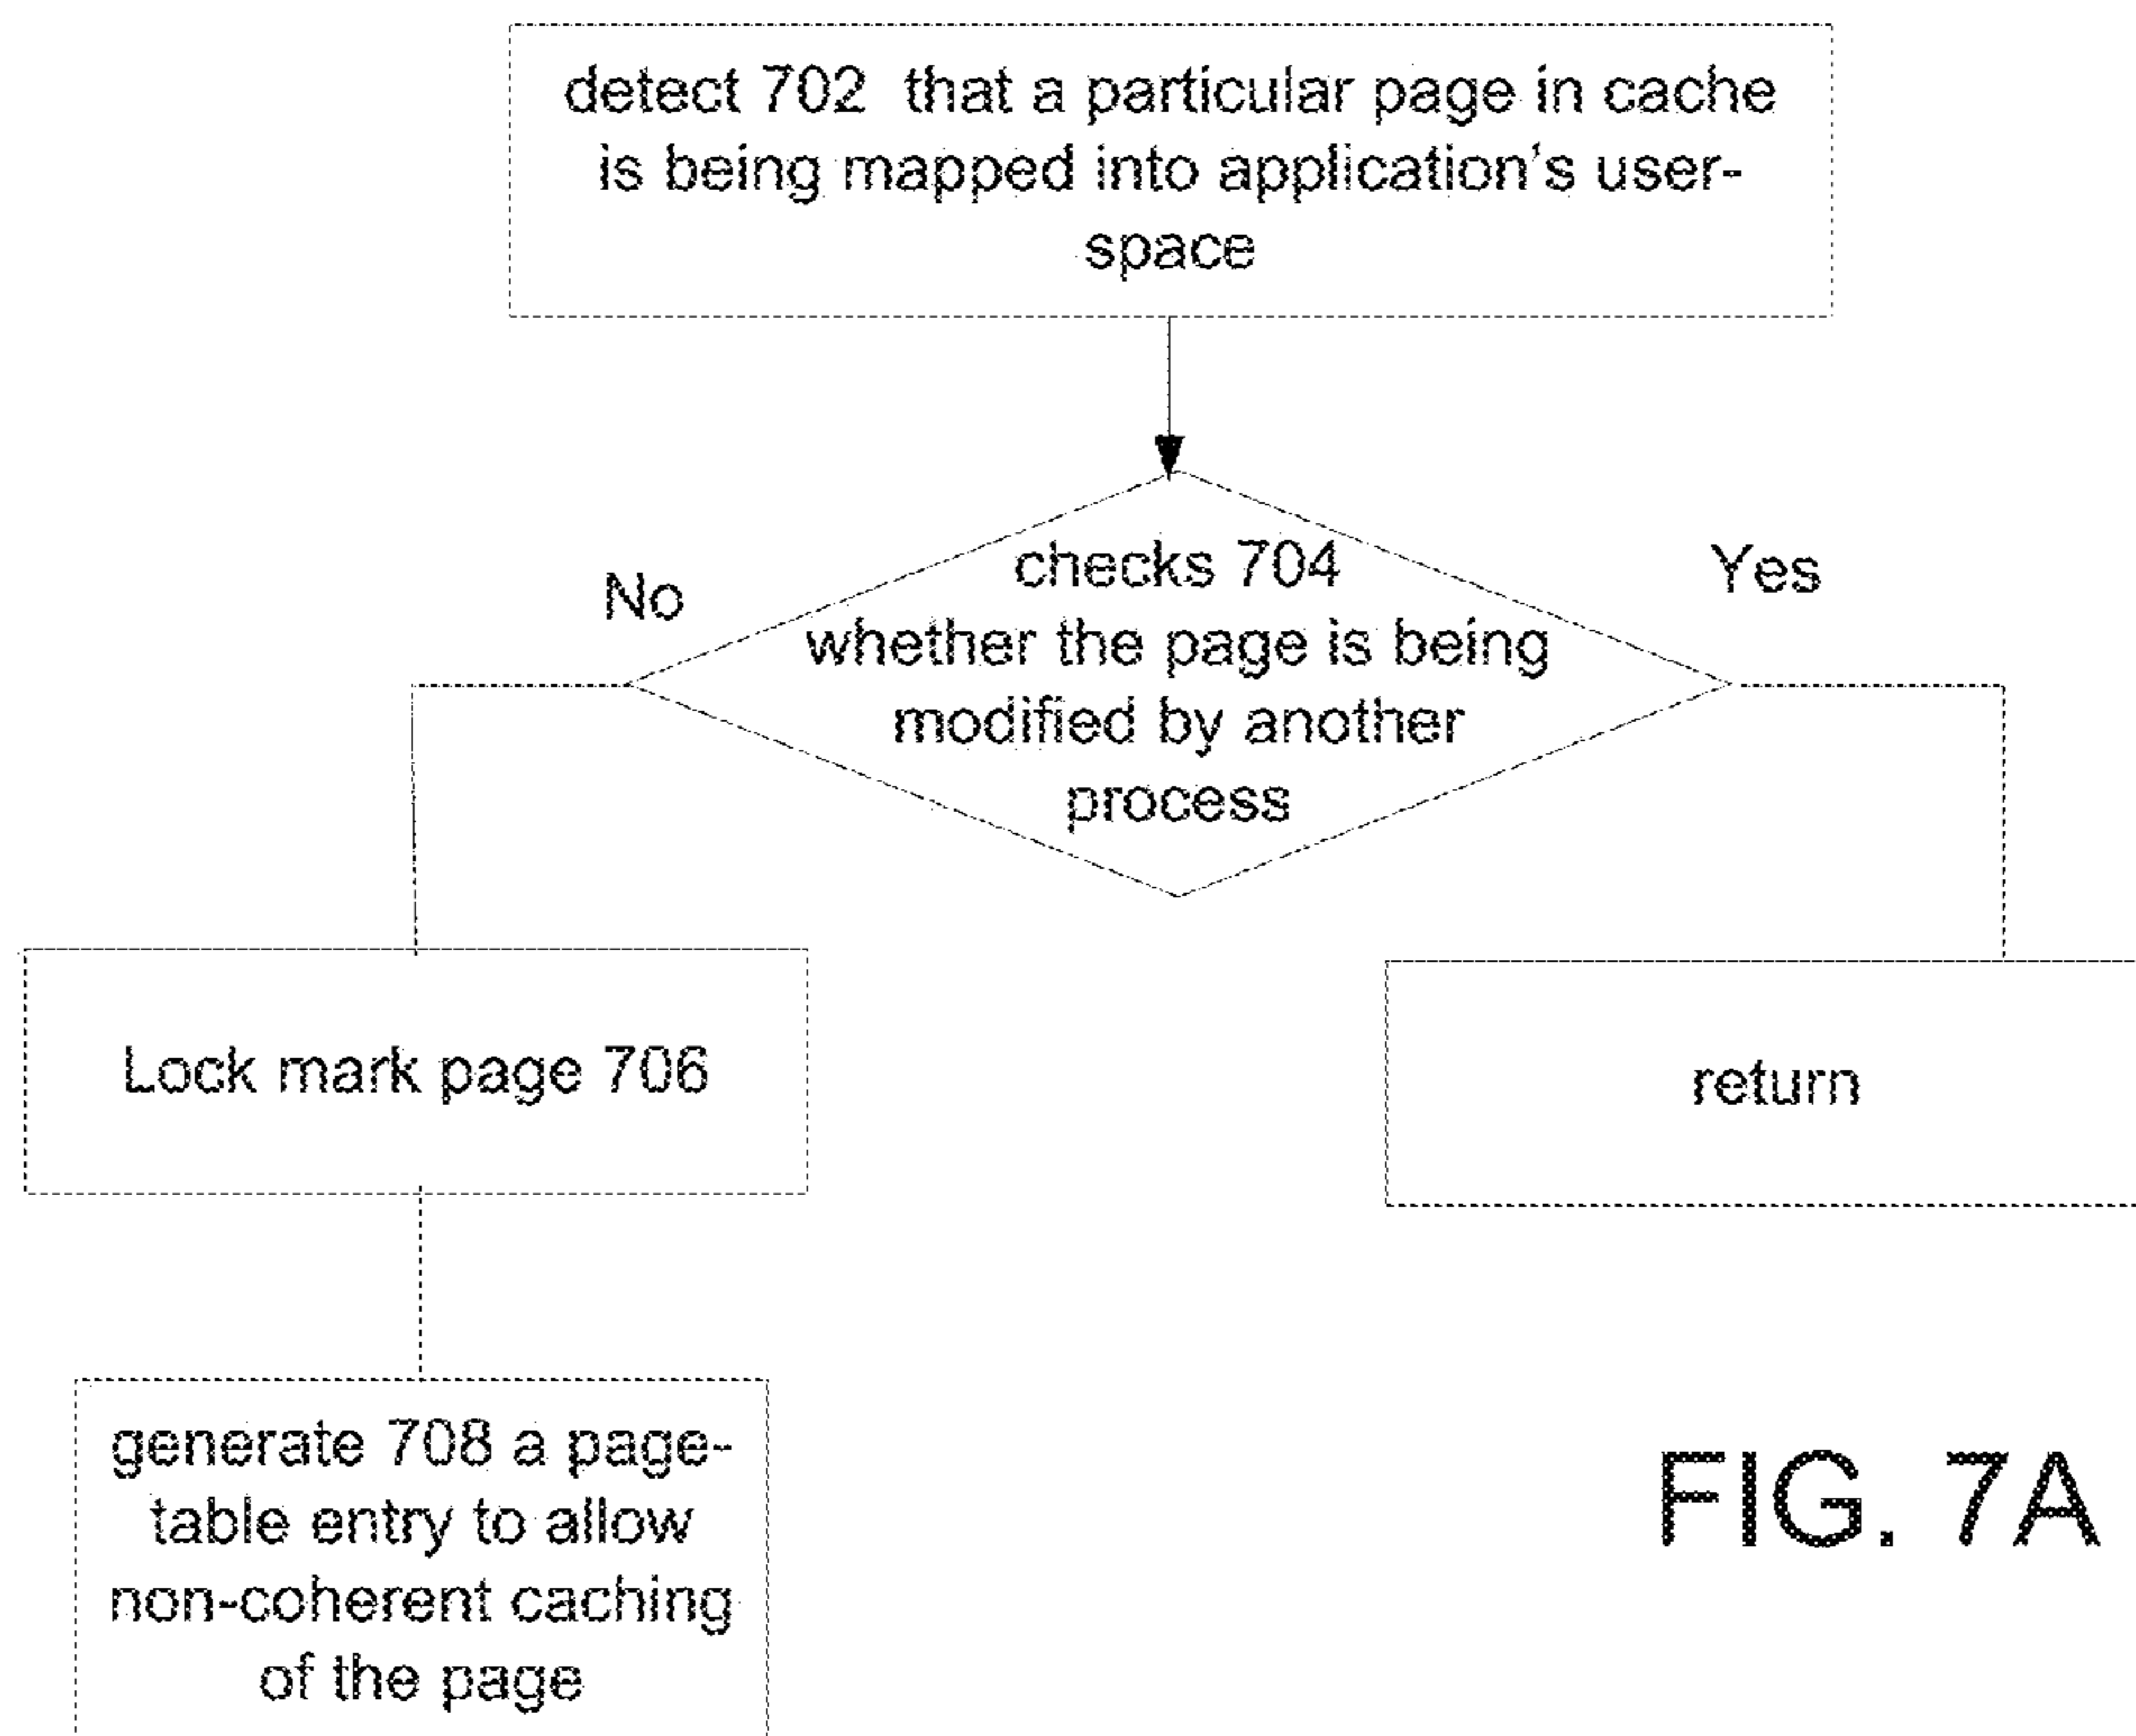 detect 702 that a particular page in cache
is being mapped into application's user-
space
checks 704
whether the page is being
modified by another
process
No
Yes
Lock mark page 706
return
generate 708 a page-
table entry to allow
non-coherent caching
of the page
FIG. 7A